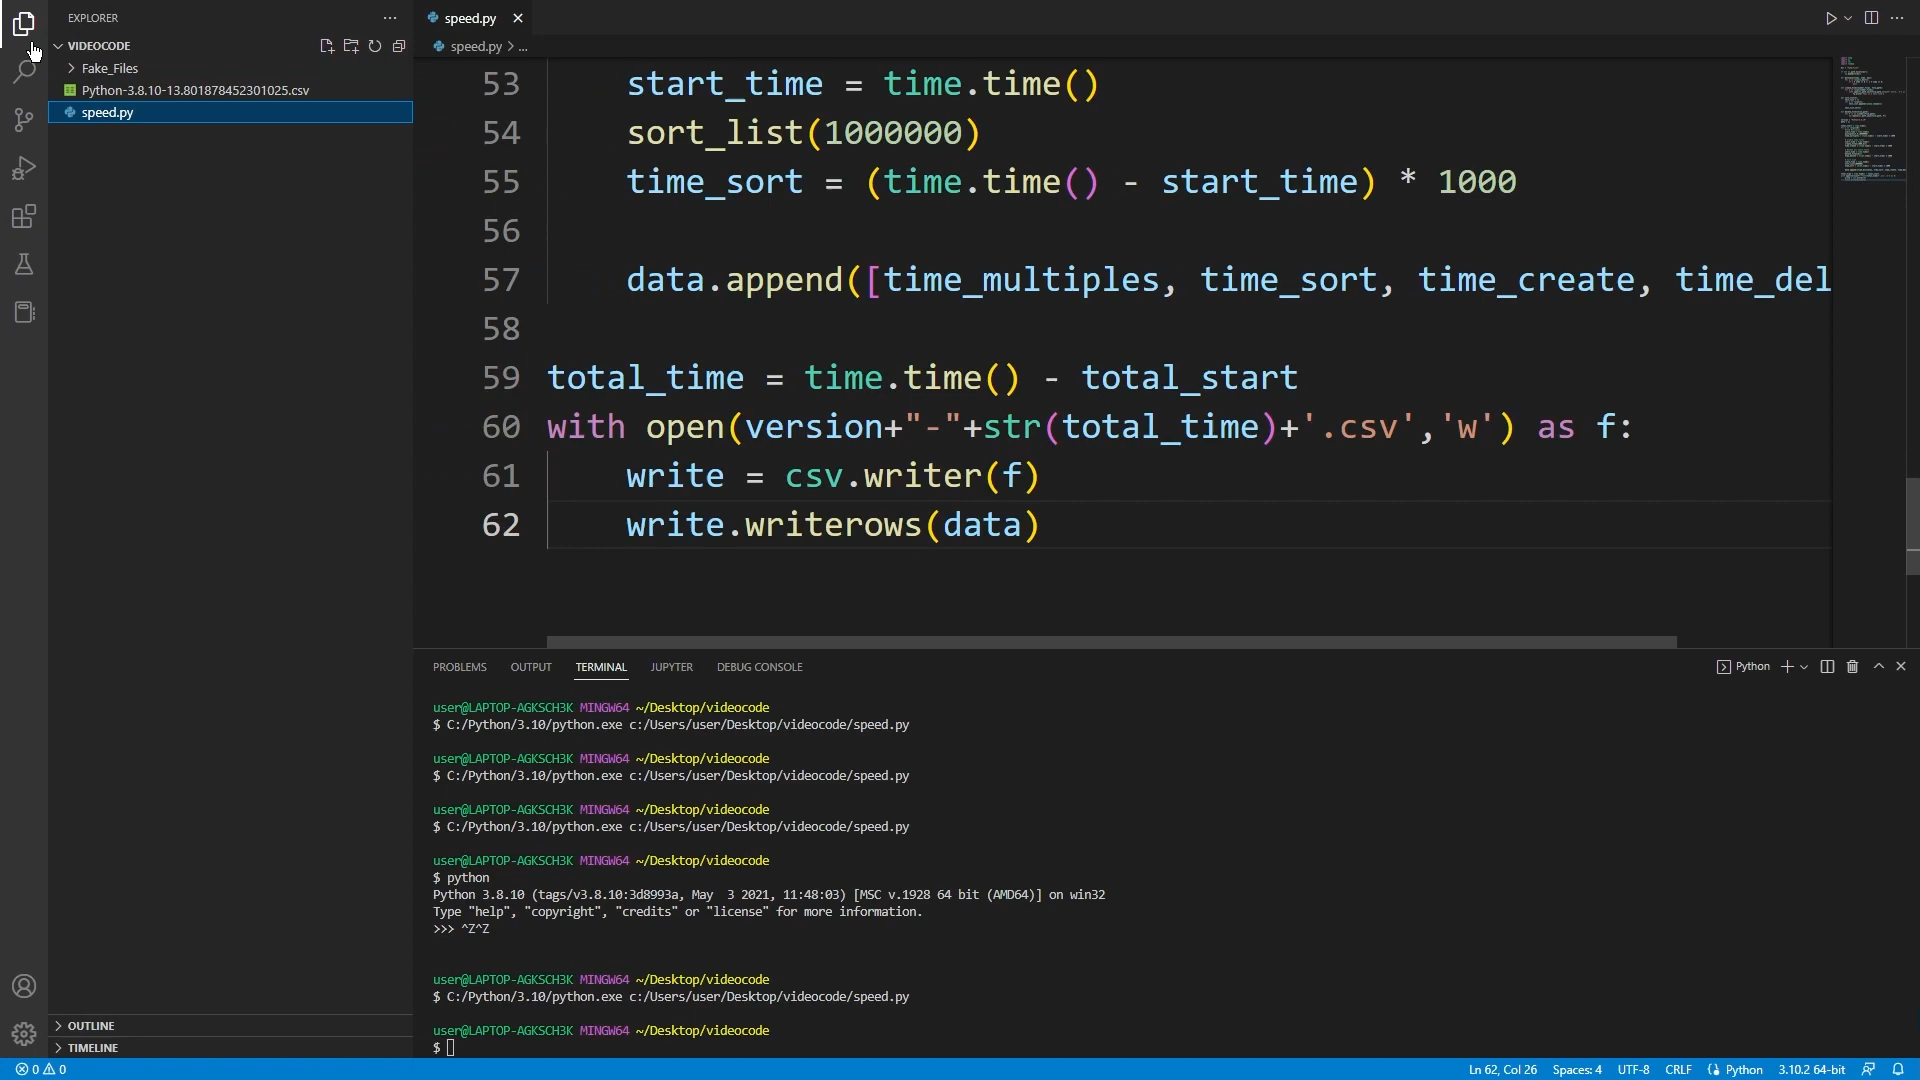 EXPLORER
VIDEOCODE
Fake_Files
Python-3.8.10-13.801878452301025.csv
speed.py
OUTLINE
TIMELINE
speed.py
speed.py > ...
53 start_time = time.time()
54 sort_list(1000000)
55 time_sort = (time.time() - start_time) * 1000
56
57 data.append([time_multiples, time_sort, time_create, time_del
58
59 total_time = time.time() - total_start
60 with open(version+"-"+str(total_time)+'.csv','w') as f:
61 write = csv.writer(f)
62 write.writerows(data)
PROBLEMS OUTPUT TERMINAL JUPYTER DEBUG CONSOLE Python
user@LAPTOP-AGKSCH3K MINGW64 ~/Desktop/videocode
$ C:/Python/3.10/python.exe c:/Users/user/Desktop/videocode/speed.py
user@LAPTOP-AGKSCH3K MINGW64 ~/Desktop/videocode
$ C:/Python/3.10/python.exe c:/Users/user/Desktop/videocode/speed.py
user@LAPTOP-AGKSCH3K MINGW64 ~/Desktop/videocode
$ C:/Python/3.10/python.exe c:/Users/user/Desktop/videocode/speed.py
user@LAPTOP-AGKSCH3K MINGW64 ~/Desktop/videocode
$ python
Python 3.8.10 (tags/v3.8.10:3d8993a, May  3 2021, 11:48:03) [MSC v.1928 64 bit (AMD64)] on win32
Type "help", "copyright", "credits" or "license" for more information.
>>> ^Z^Z
user@LAPTOP-AGKSCH3K MINGW64 ~/Desktop/videocode
$ C:/Python/3.10/python.exe c:/Users/user/Desktop/videocode/speed.py
user@LAPTOP-AGKSCH3K MINGW64 ~/Desktop/videocode
$
0 0 Ln 62, Col 26 Spaces: 4 UTF-8 CRLF Python 3.10.2 64-bit